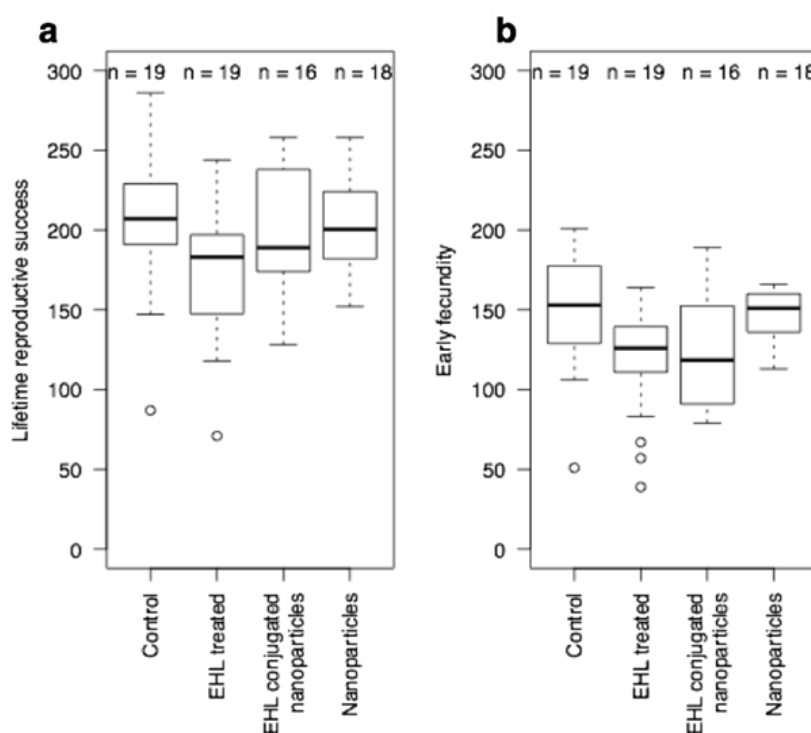 a
n = 19 n = 19 n = 16 n = 18
300
250
200
150
100
50
0
Lifetime reproductive success
Control
EHL treated
EHL conjugated
nanoparticles
Nanoparticles
b
n = 19 n = 19 n = 16 n = 18
300
250
200
150
100
50
0
Early fecundity
Control
EHL treated
EHL conjugated
nanoparticles
Nanoparticles